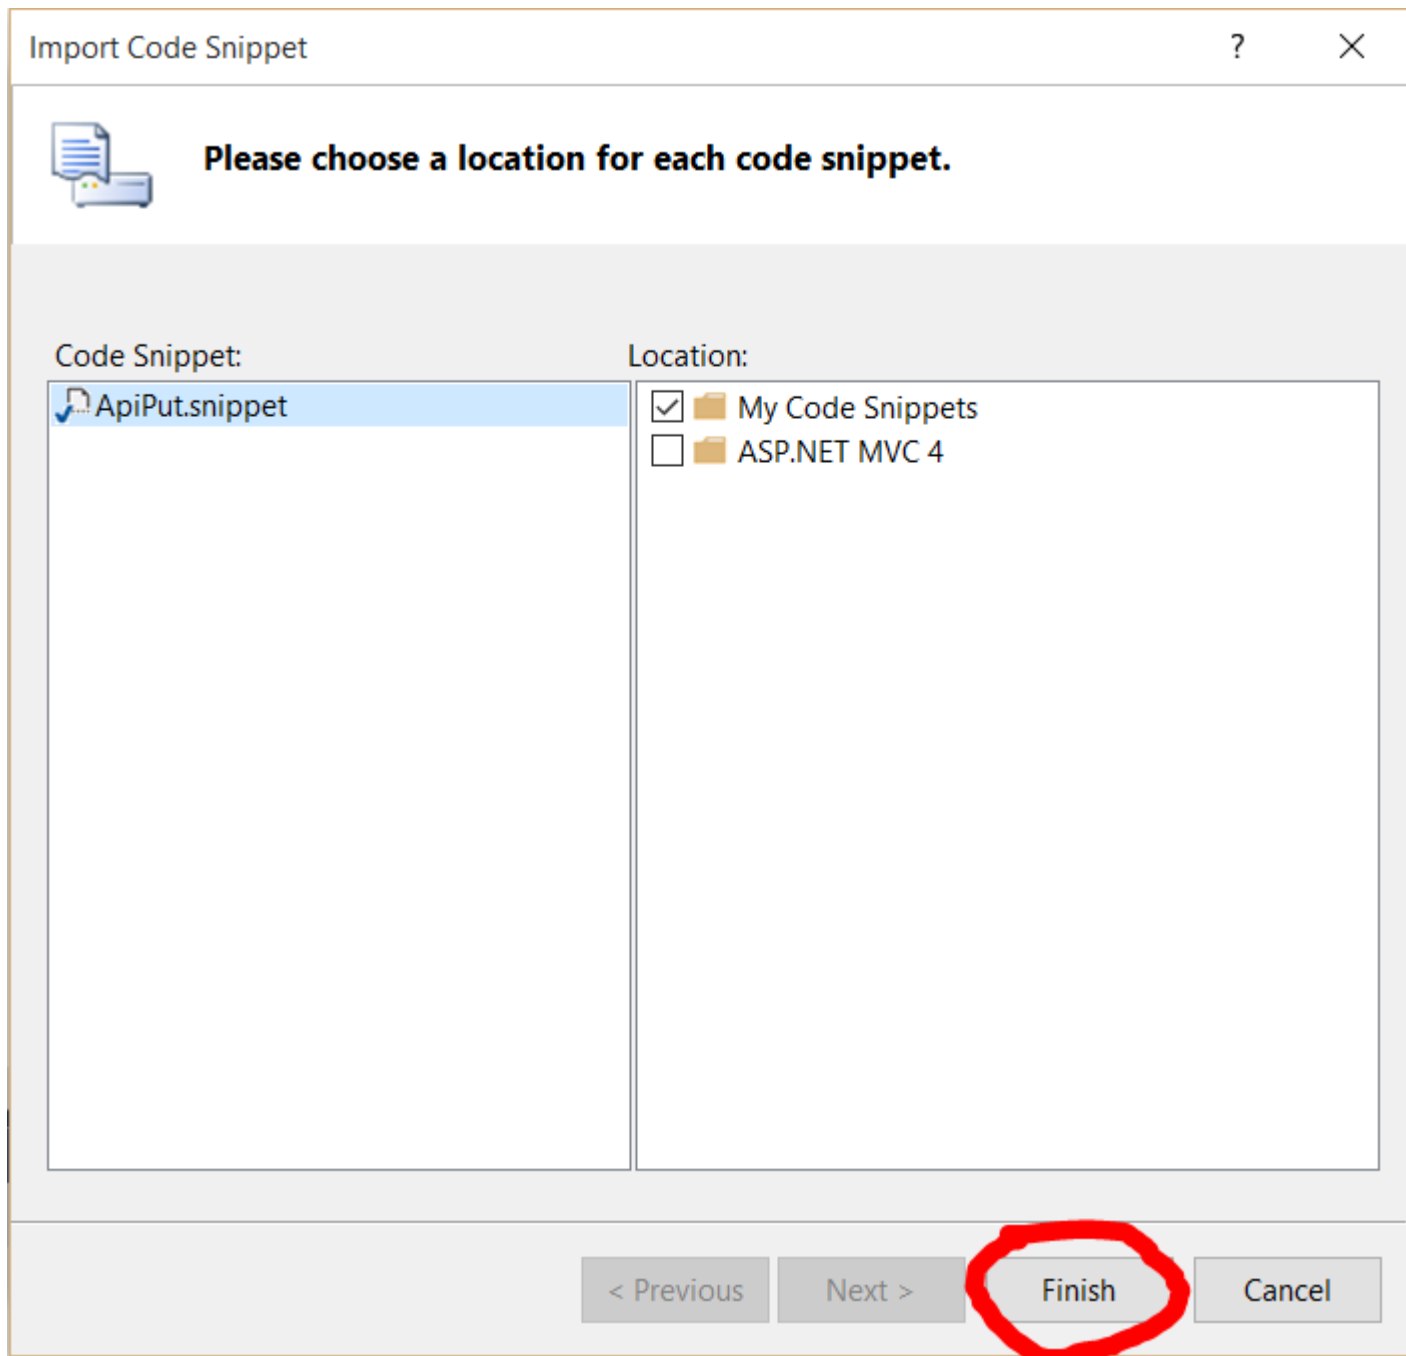 Import Code Snippet
?
Please choose a location for each code snippet.
Code Snippet:
Location:
ApiPut.snippet
My Code Snippets
ASP.NET MVC 4
< Previous
Next >
Finish
Cancel